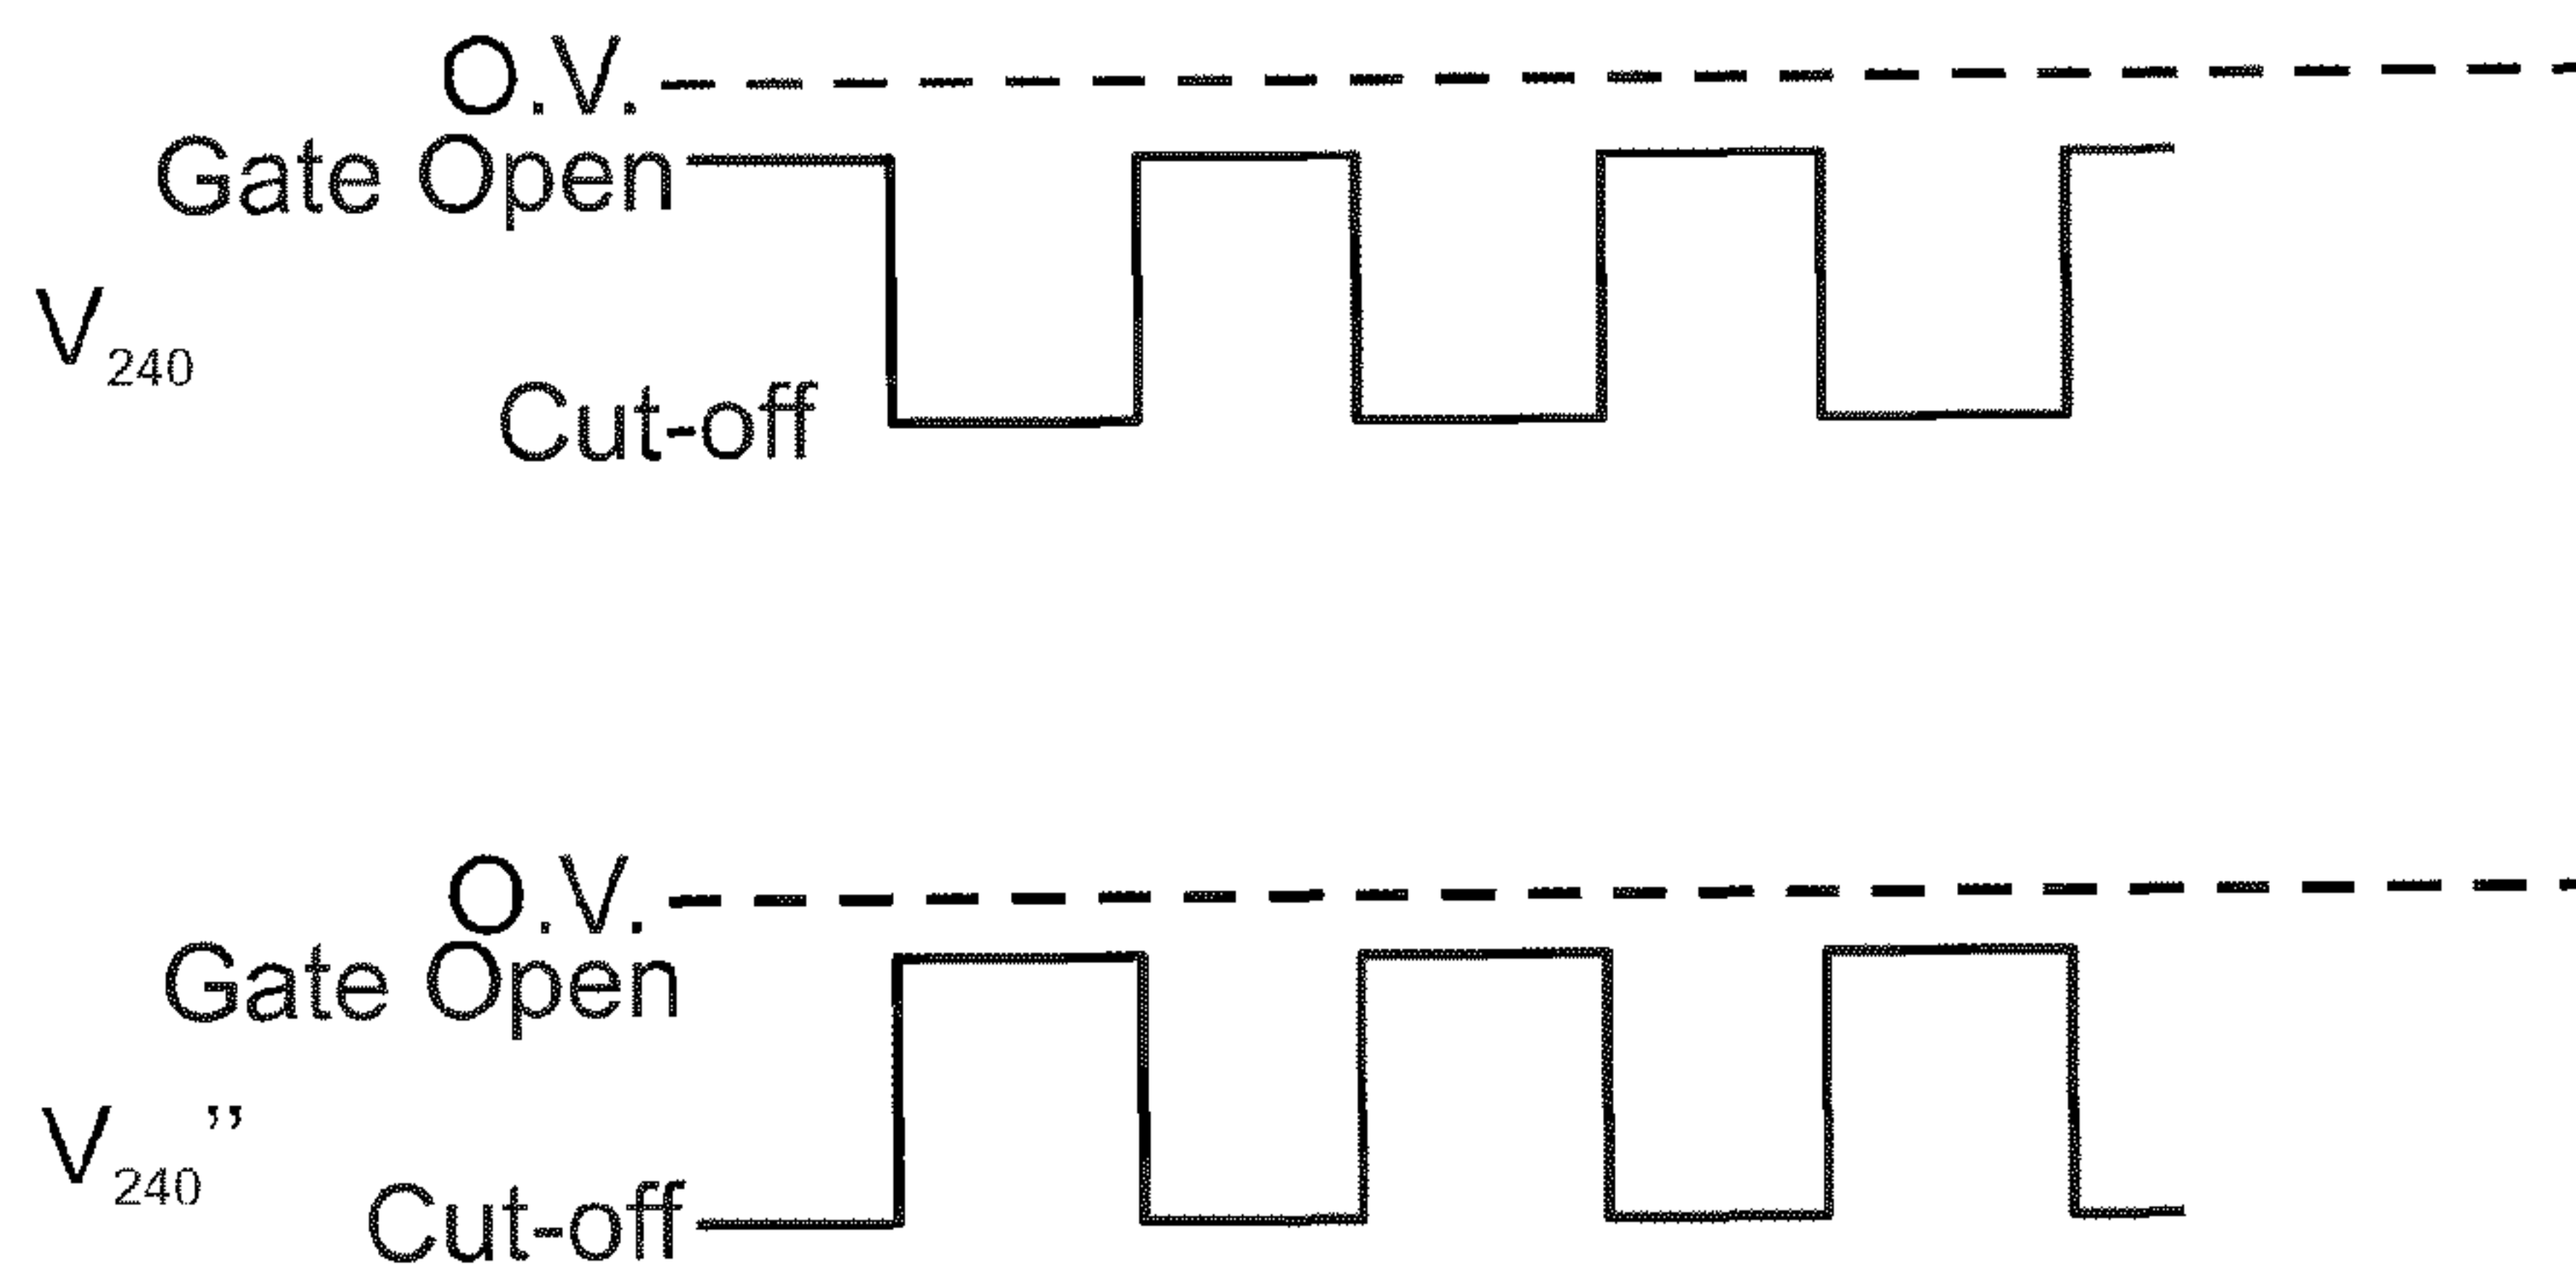 O.V.
Gate Open
V240
Cut-off
O.V.
Gate Open
V240”
Cut-off